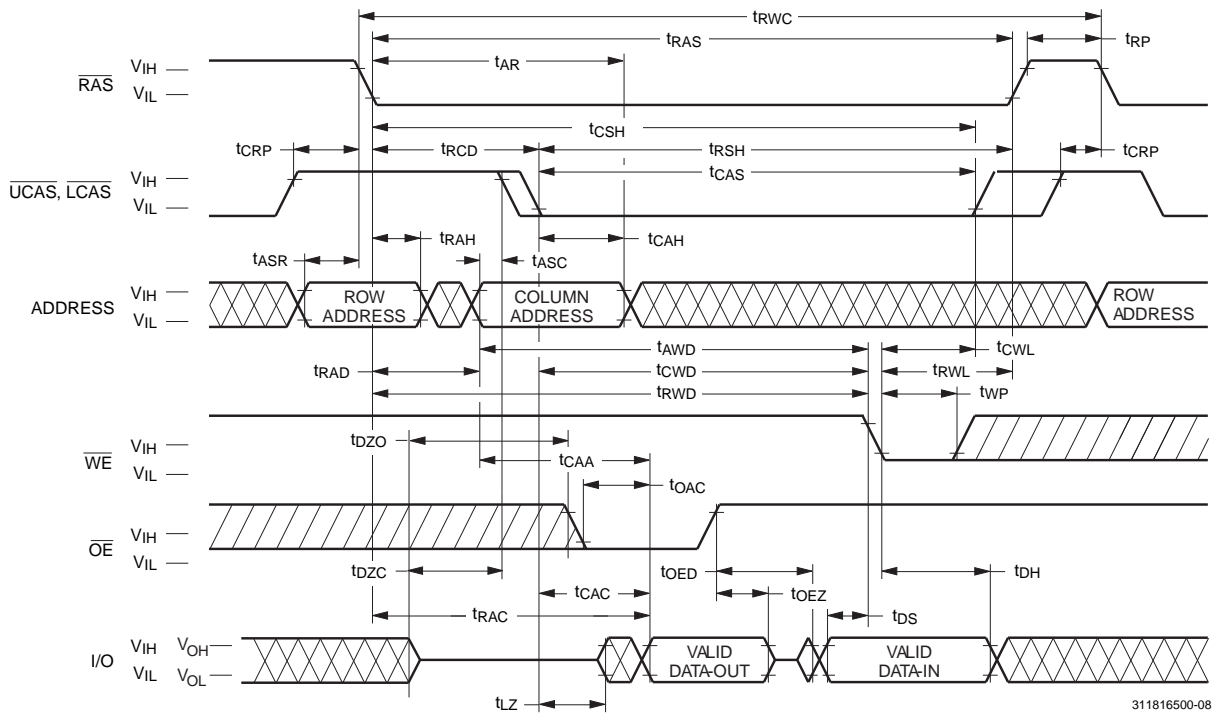 tRWC
tRAS
tRP
tAR
RAS
VIH
VIL
tCSH
tCRP
tRCD
tRSH
tCRP
tCAS
UCAS, LCAS
VIH
VIL
tRAH
tCAH
tASR
tASC
ADDRESS
VIH
VIL
ROW
ADDRESS
COLUMN
ADDRESS
ROW
ADDRESS
tAWD
tCWL
tRAD
tCWD
tRWL
tRWD
tWP
WE
VIH
VIL
tDZO
tCAA
tOAC
OE
VIH
VIL
tDZC
tOED
tDH
tCAC
tOEZ
tRAC
tDS
I/O
VIH
VIL
VOH
VOL
VALID
DATA-OUT
VALID
DATA-IN
tLZ
311816500-08